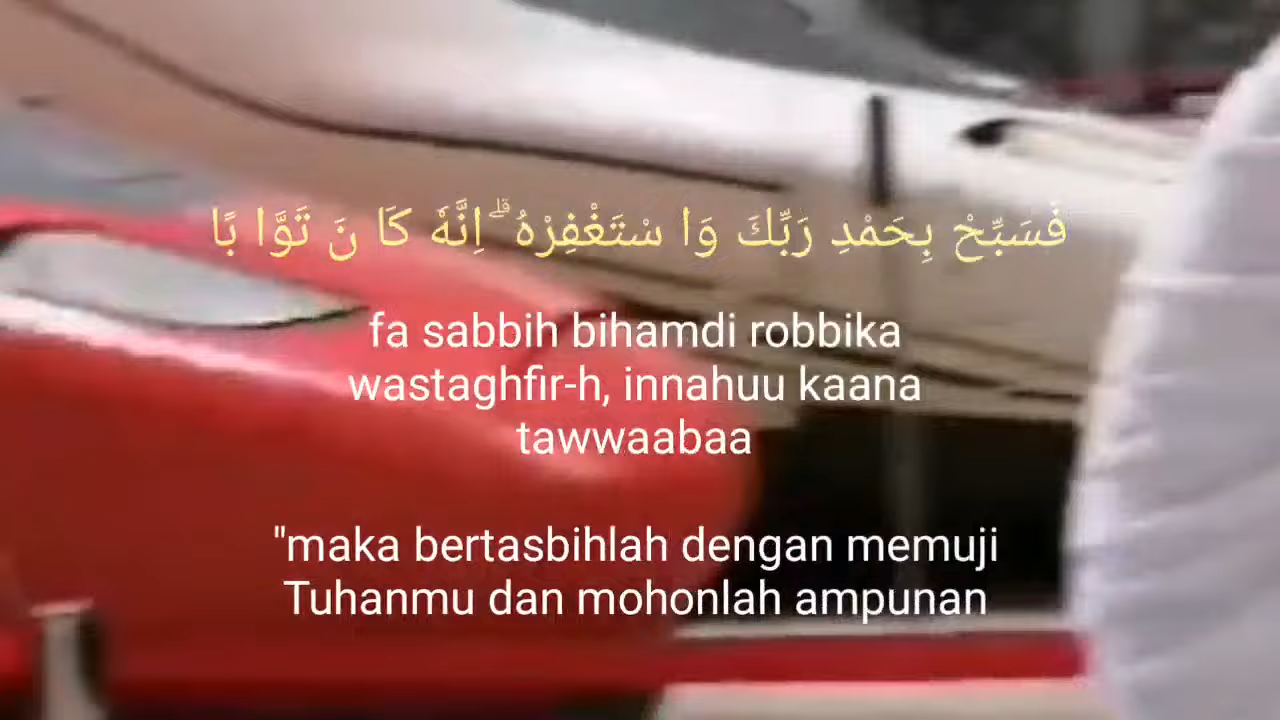 فَسَبِّحْ بِحَمْدِ رَبِّكَ وَا سْتَغْفِرْهُ ۗ اِنَّهٗ كَا نَ تَوَّا بًا
fa sabbih bihamdi robbika
wastaghfir-h, innahuu kaana
tawwaabaa
"maka bertasbihlah dengan memuji
Tuhanmu dan mohonlah ampunan